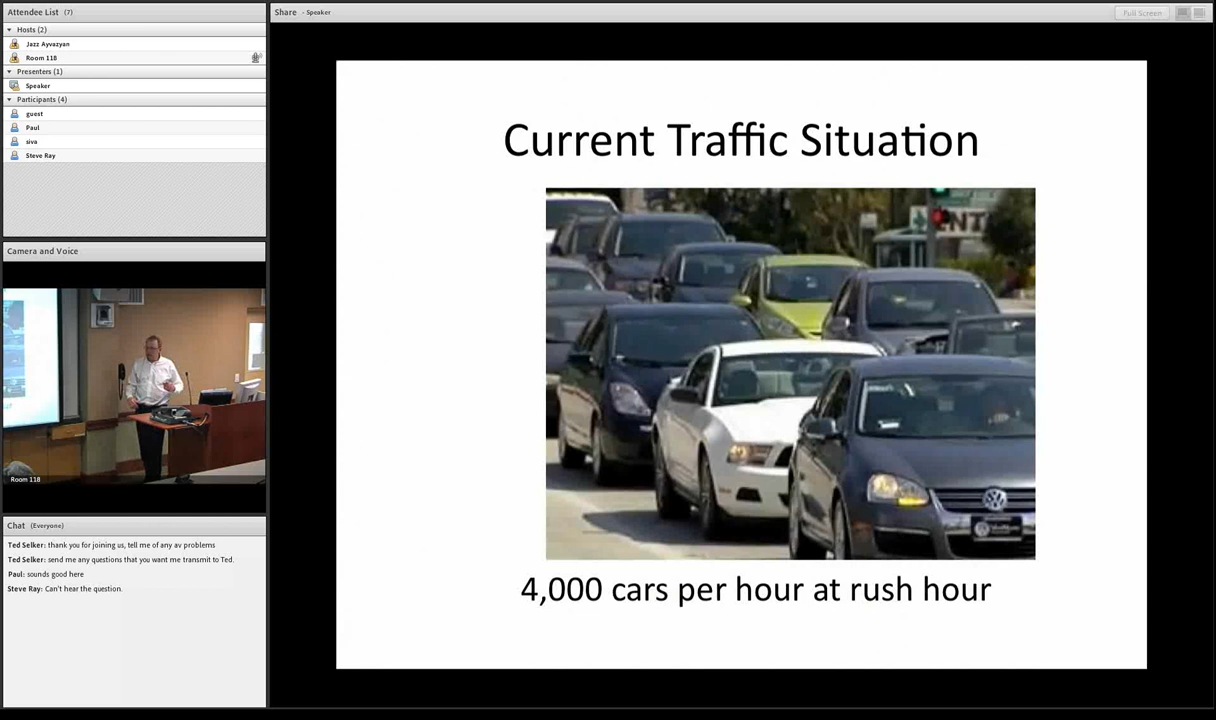 Attendee List (7)
Hosts (2)
Jazz Ayvazyan
Room 118
Presenters (1)
Speaker
Participants (4)
guest
Paul
siva
Steve Ray
Camera and Voice
Room 118
Chat (Everyone)
Ted Selker: thank you for joining us, tell me of any av problems
Ted Selker: send me any questions that you want me transmit to Ted.
Paul: sounds good here
Steve Ray: Can't hear the question.
Share - Speaker
Full Screen
Current Traffic Situation
NT
4,000 cars per hour at rush hour